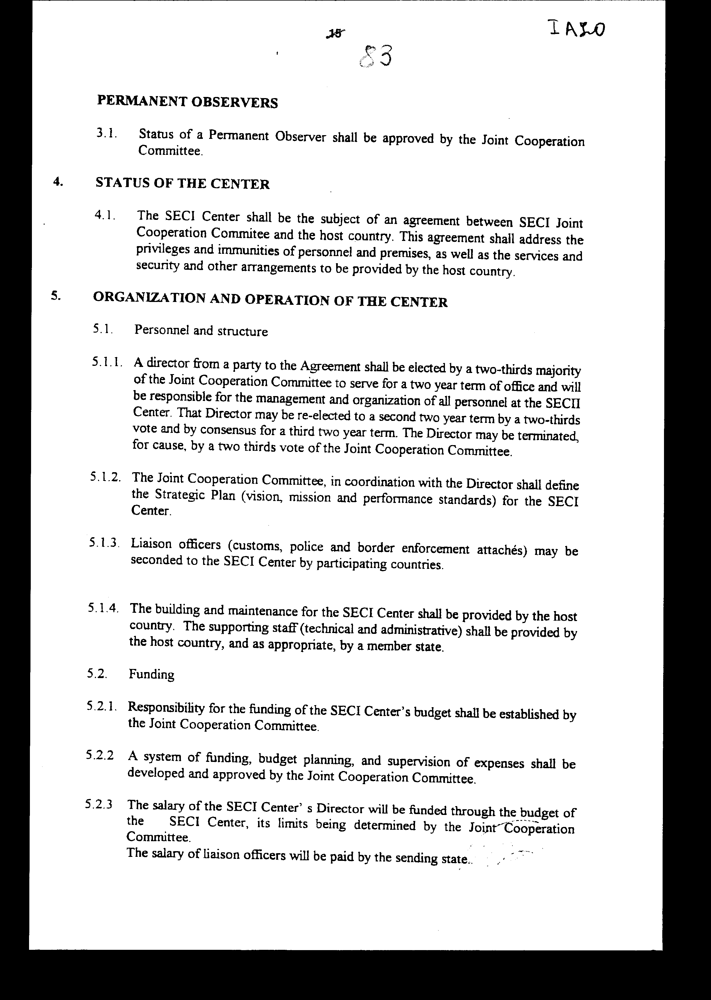 15
83
PERMANENT OBSERVERS
3.1. Status of a Permanent Observer shall be approved by the Joint Cooperation
Committee.
4. STATUS OF THE CENTER
4.1. The SECI Center shall be the subject of an agreement between SECI Joint
Cooperation Commitee and the host country. This agreement shall address the
privileges and immunities of personnel and premises, as well as the services and
security and other arrangements to be provided by the host country.
5. ORGANIZATION AND OPERATION OF THE CENTER
5.1. Personnel and structure
5.1.1. A director from a party to the Agreement shall be elected by a two-thirds majority
of the Joint Cooperation Committee to serve for a two year term of office and will
be responsible for the management and organization of all personnel at the SECII
Center. That Director may be re-elected to a second two year term by a two-thirds
vote and by consensus for a third two year term. The Director may be terminated,
for cause, by a two thirds vote of the Joint Cooperation Committee.
5.1.2. The Joint Cooperation Committee, in coordination with the Director shall define
the Strategic Plan (vision, mission and performance standards) for the SECI
Center.
5.1.3. Liaison officers (customs, police and border enforcement attachés) may be
seconded to the SECI Center by participating countries.
5.1.4. The building and maintenance for the SECI Center shall be provided by the host
country. The supporting staff (technical and administrative) shall be provided by
the host country, and as appropriate, by a member state.
5.2. Funding
5.2.1. Responsibility for the funding of the SECI Center's budget shall be established by
the Joint Cooperation Committee.
5.2.2 A system of funding, budget planning, and supervision of expenses shall be
developed and approved by the Joint Cooperation Committee.
5.2.3 The salary of the SECI Center' s Director will be funded through the budget of
the SECI Center, its limits being determined by the Joint Cooperation
Committee.
The salary of liaison officers will be paid by the sending state.